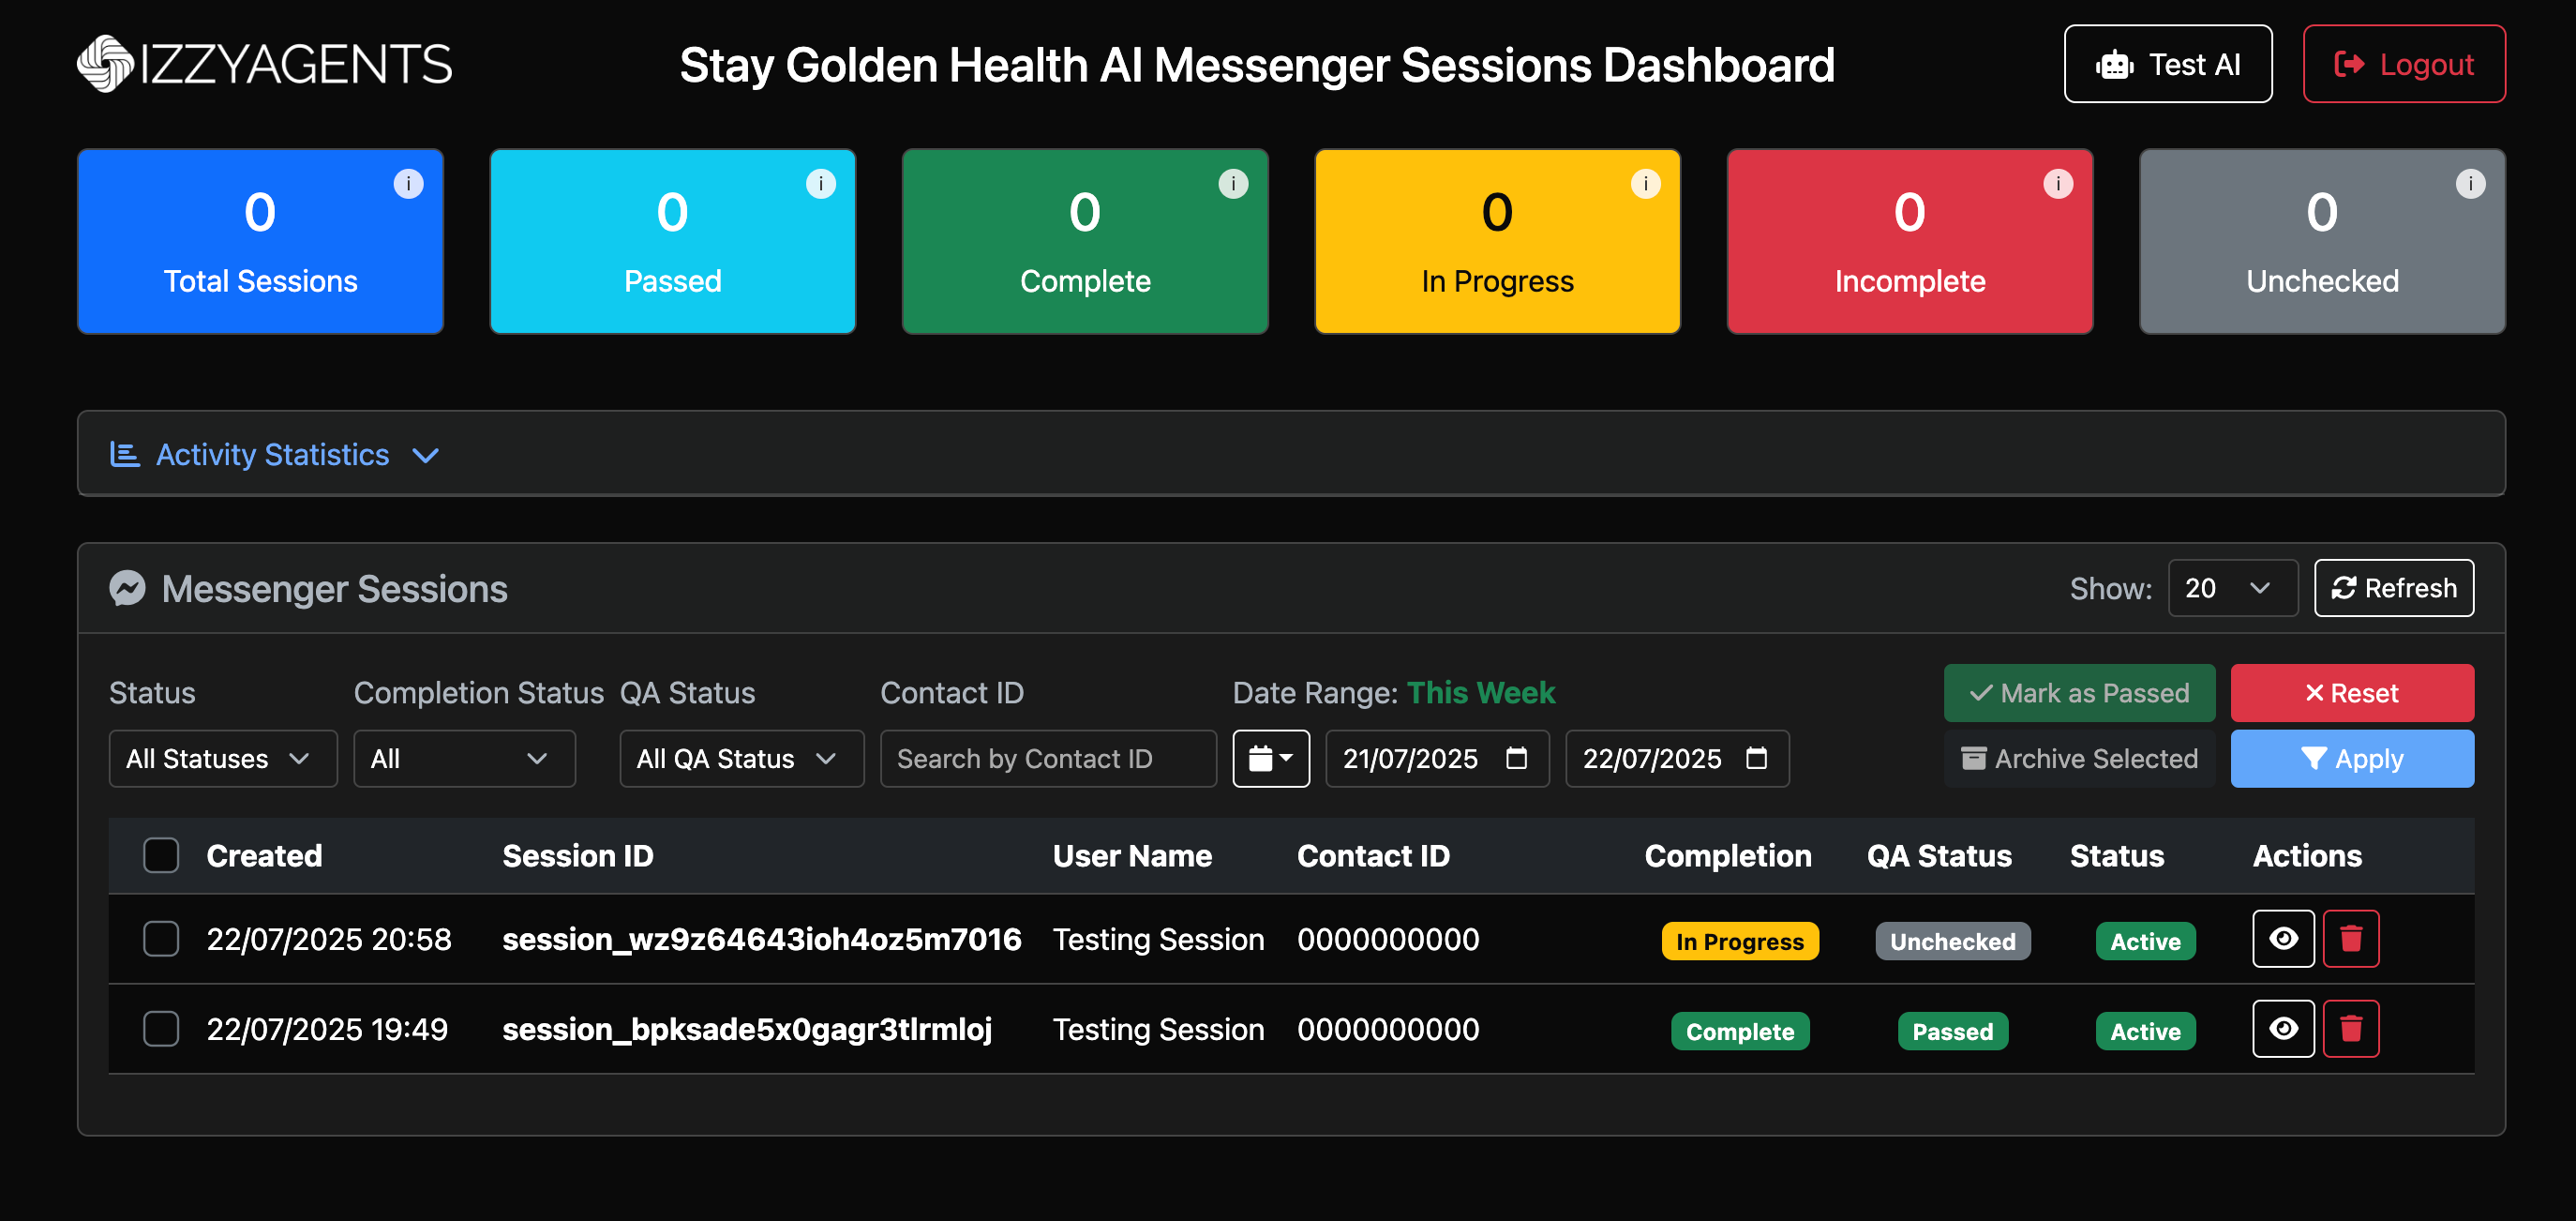 IZZYAGENTS
Stay Golden Health AI Messenger Sessions Dashboard
Test AI
Logout
0
Total Sessions
i
0
Passed
i
0
Complete
i
0
In Progress
i
0
Incomplete
i
0
Unchecked
i
Activity Statistics
Messenger Sessions
Show: 20 Refresh
Status Completion Status QA Status Contact ID Date Range: This Week Mark as Passed Reset
All Statuses All All QA Status Search by Contact ID 21/07/2025 22/07/2025 Archive Selected Apply
Created Session ID User Name Contact ID Completion QA Status Status Actions
22/07/2025 20:58 session_wz9z64643ioh4oz5m7016 Testing Session 0000000000 In Progress Unchecked Active
22/07/2025 19:49 session_bpksade5x0gagr3tlrmloj Testing Session 0000000000 Complete Passed Active